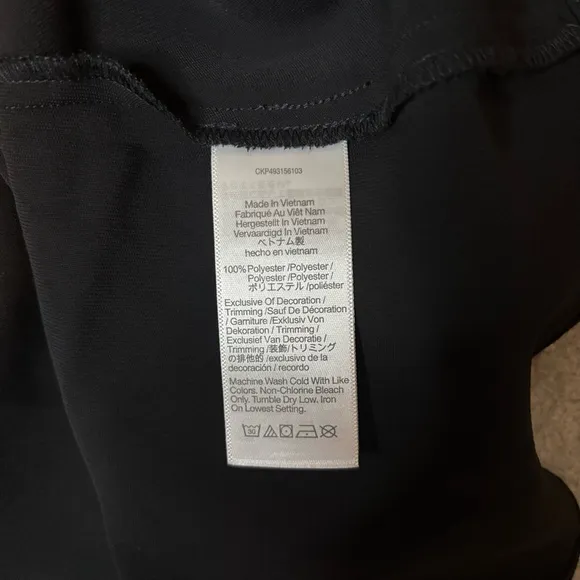 CKP493156103
Made In Vietnam
Fabriqué Au Viêt Nam
Hergestellt In Vietnam
Vervaardigd In Vietnam
ベトナム製
hecho en vietnam
100% Polyester /Polyester/
Polyester /Polyester/
ポリエステル /poliéster
Exclusive Of Decoration /
Trimming /Sauf De Décoration
/ Garniture /Exklusiv Von
Dekoration / Trimming /
Exclusief Van Decoratie /
Trimming /装飾/トリミング
の排他的 /exclusivo de la
decoración / recordo
Machine Wash Cold With Like
Colors. Non-Chlorine Bleach
Only. Tumble Dry Low. Iron
On Lowest Setting.
30